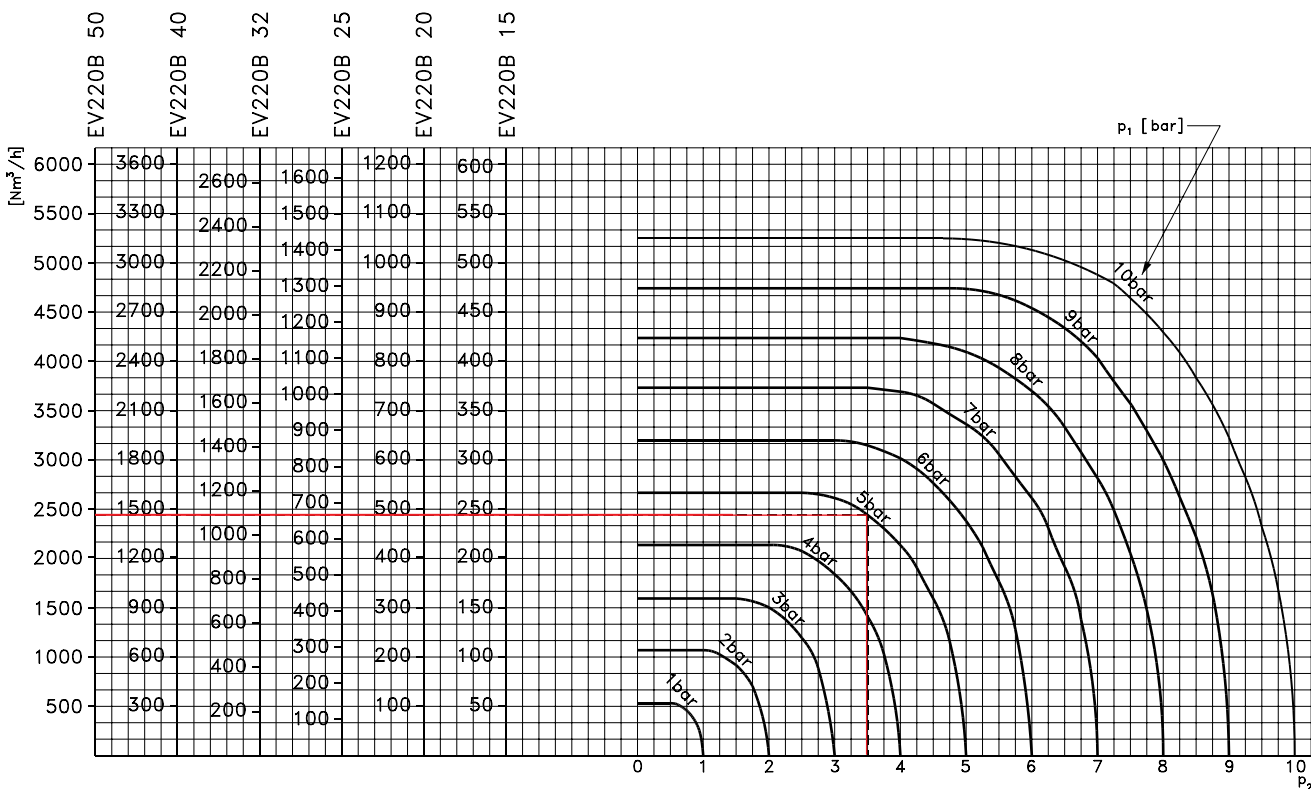 EV220B 50
EV220B 40
EV220B 32
EV220B 25
EV220B 20
EV220B 15
p₁ [bar]
[Nm³/h]
6000 3600 2600 1600 1200 600
5500 3300 2400 1500 1100 550
5000 3000 2200 1400 1000 500
1300
4500 2700 2000 1200 900 450
4000 2400 1800 1100 800 400
1000
3500 2100 1600 900 700 350
3000 1800 1400 800 600 300
2500 1500 1200 700 500 250
1000 600
2000 1200 800 500 400 200
1500 900 600 400 300 150
1000 600 400 300 200 100
200
500 300 200 100 100 50
10bar
9bar
8bar
7bar
6bar
5bar
4bar
3bar
2bar
1bar
0 1 2 3 4 5 6 7 8 9 10
p₂